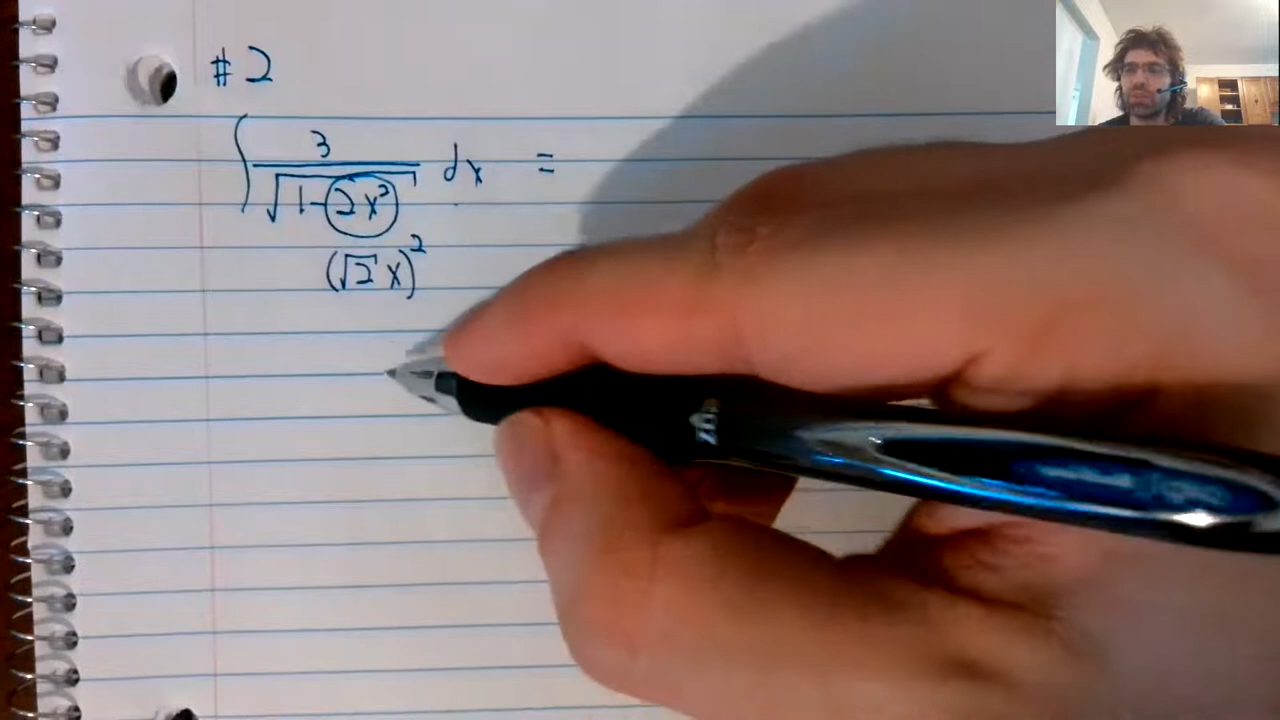 #2
∫ 3/√(1-2x²) dx =
(√2 x)²